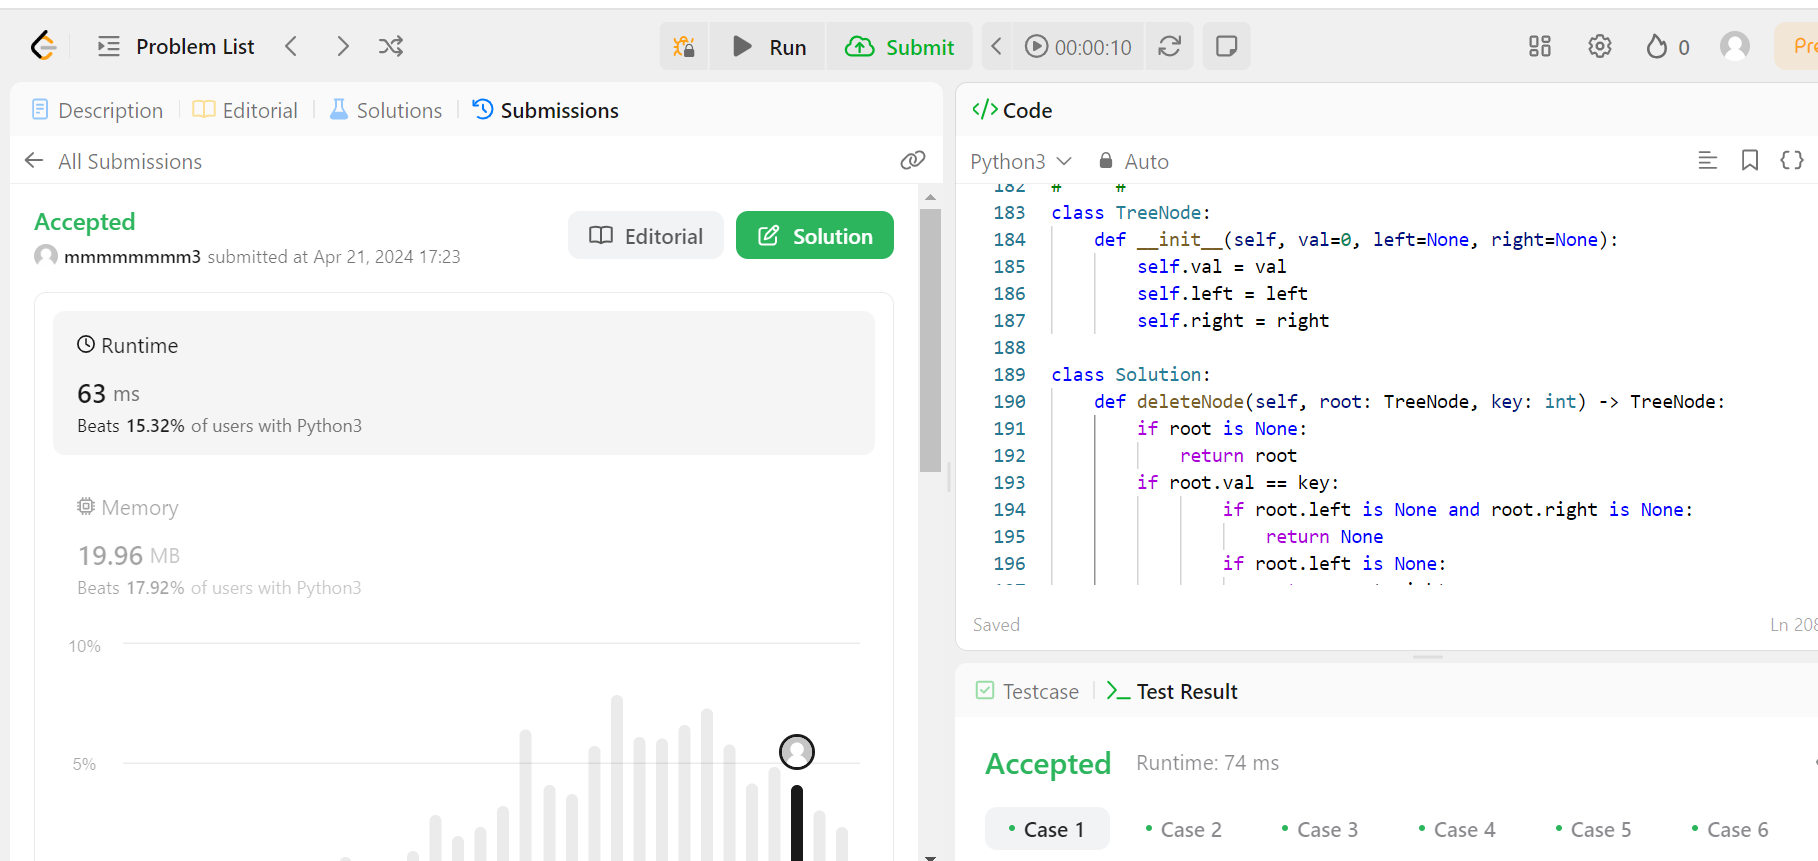 Problem List
Run
Submit
00:00:10
0
Description
Editorial
Solutions
Submissions
All Submissions
Accepted
mmmmmmmm3 submitted at Apr 21, 2024 17:23
Editorial
Solution
Runtime
63 ms
Beats 15.32% of users with Python3
Memory
19.96 MB
Beats 17.92% of users with Python3
10%
5%
</> Code
Python3
Auto
182 #     #
183 class TreeNode:
184     def __init__(self, val=0, left=None, right=None):
185         self.val = val
186         self.left = left
187         self.right = right
188
189 class Solution:
190     def deleteNode(self, root: TreeNode, key: int) -> TreeNode:
191         if root is None:
192             return root
193         if root.val == key:
194                 if root.left is None and root.right is None:
195                     return None
196                 if root.left is None:
Saved
Ln 208
Testcase
Test Result
Accepted
Runtime: 74 ms
Case 1
Case 2
Case 3
Case 4
Case 5
Case 6